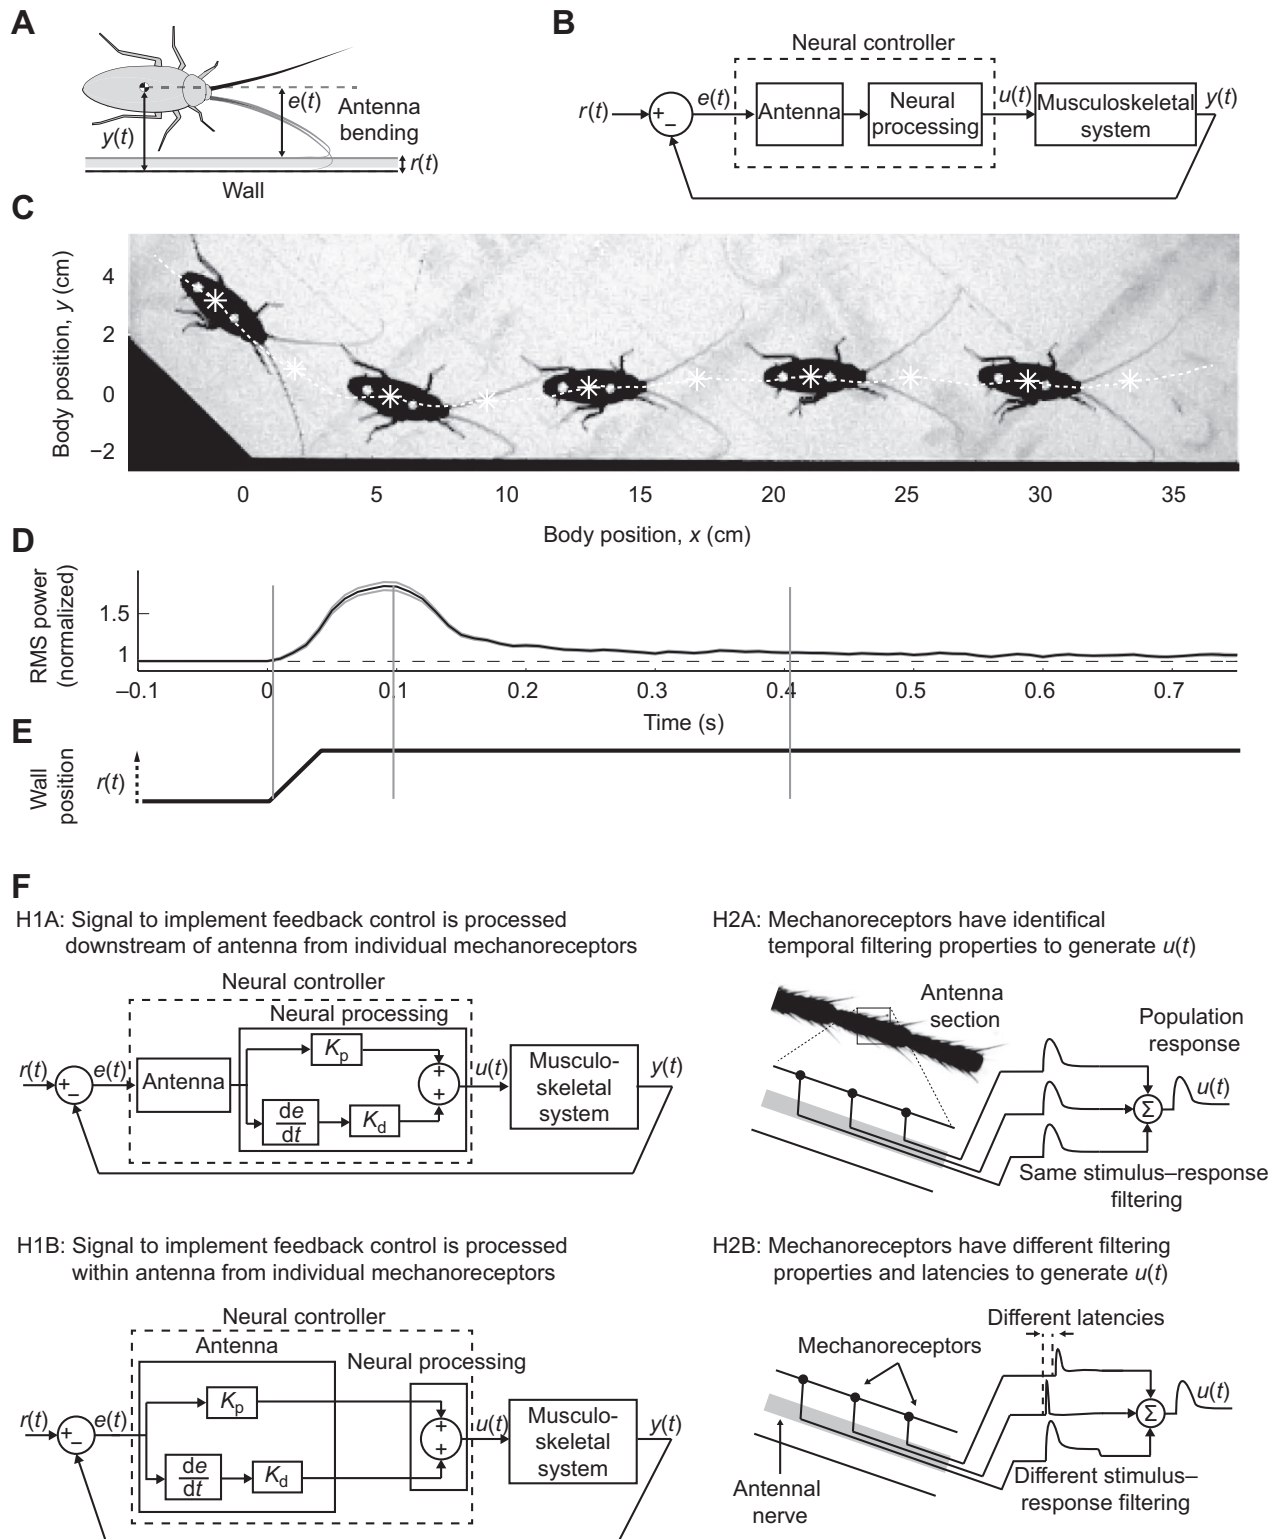 A
e(t)
Antenna
bending
y(t)
r(t)
Wall
B
Neural controller
r(t)
+
−
e(t)
Antenna
Neural
processing
u(t)
Musculoskeletal
system
y(t)
C
Body position, y (cm)
4
2
0
−2
0 5 10 15 20 25 30 35
Body position, x (cm)
D
RMS power
(normalized)
1.5
1
−0.1 0 0.1 0.2 0.3 0.4 0.5 0.6 0.7
Time (s)
E
Wall
position
r(t)
F
H1A: Signal to implement feedback control is processed
downstream of antenna from individual mechanoreceptors
Neural controller
Neural processing
r(t)
+
−
e(t)
Antenna
Kp
de
dt
Kd
+
+
u(t)
Musculo-
skeletal
system
y(t)
H2A: Mechanoreceptors have identifical
temporal filtering properties to generate u(t)
Antenna
section
Population
response
Σ
u(t)
Same stimulus–response
filtering
H1B: Signal to implement feedback control is processed
within antenna from individual mechanoreceptors
Neural controller
Antenna
Neural processing
r(t)
+
−
e(t)
Kp
de
dt
Kd
+
+
u(t)
Musculo-
skeletal
system
y(t)
H2B: Mechanoreceptors have different filtering
properties and latencies to generate u(t)
Different latencies
Mechanoreceptors
Σ
u(t)
Antennal
nerve
Different stimulus–
response filtering